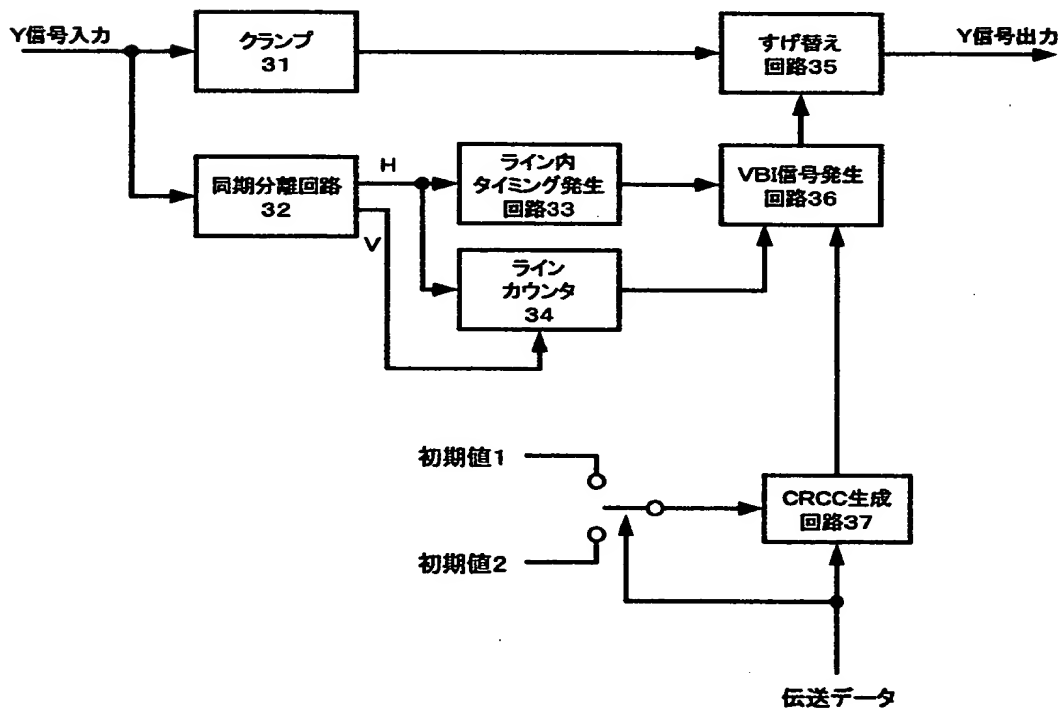 Y信号入力
クランプ
31
すげ替え
回路35
Y信号出力
同期分離回路
32
H
V
ライン内
タイミング発生
回路33
VBI信号発生
回路36
ライン
カウンタ
34
初期値1
初期値2
CRCC生成
回路37
伝送データ